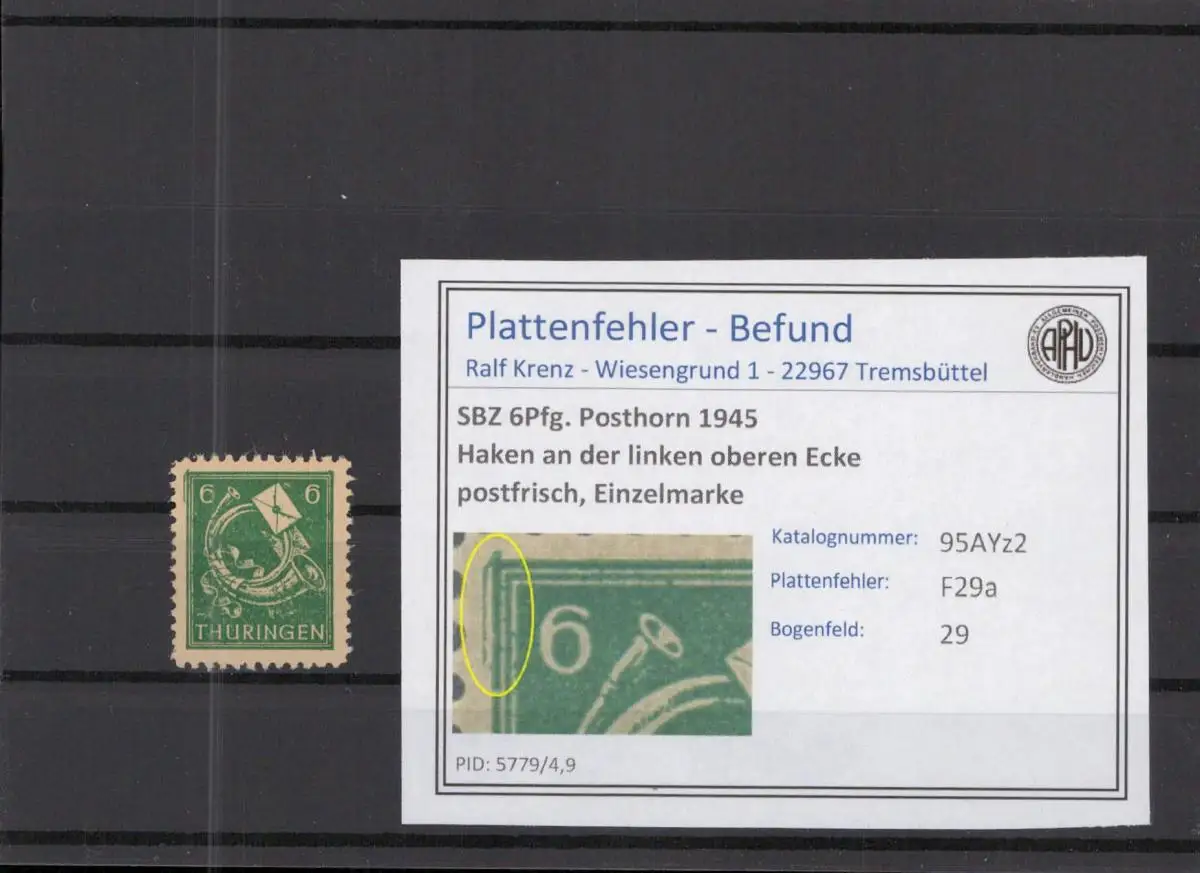 6 6
THÜRINGEN
Plattenfehler - Befund
Ralf Krenz - Wiesengrund 1 - 22967 Tremsbüttel
APHV
SBZ 6Pfg. Posthorn 1945
Haken an der linken oberen Ecke
postfrisch, Einzelmarke
6
Katalognummer: 95AYz2
Plattenfehler: F29a
Bogenfeld: 29
PID: 5779/4,9